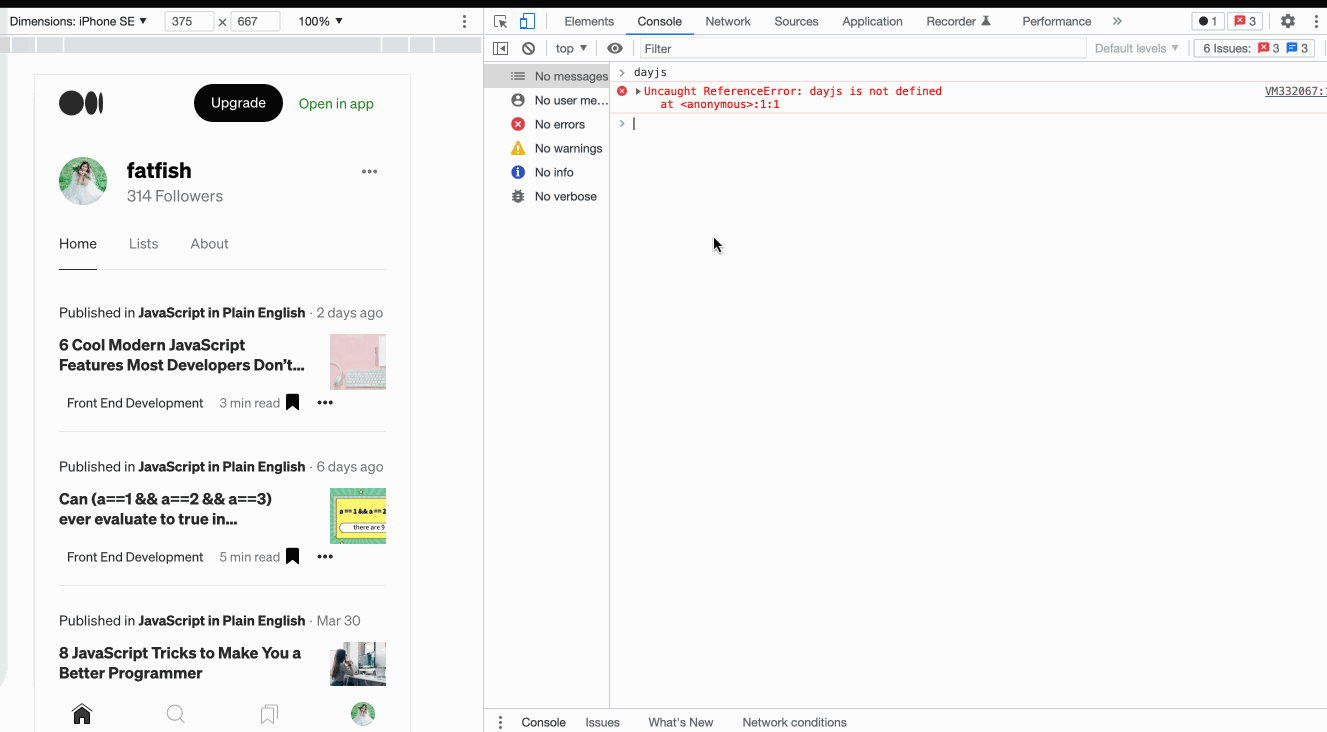 Dimensions: iPhone SE ▼ 375 × 667 100% ▼
Elements Console Network Sources Application Recorder Performance » 1 3
top ▼ Filter Default levels ▼ 6 Issues: 3 3
Upgrade Open in app
fatfish
314 Followers
Home Lists About
Published in JavaScript in Plain English · 2 days ago
6 Cool Modern JavaScript
Features Most Developers Don't...
Front End Development 3 min read
Published in JavaScript in Plain English · 6 days ago
Can (a==1 && a==2 && a==3)
ever evaluate to true in...
a == 1 && a == 2
there are 9
Front End Development 5 min read
Published in JavaScript in Plain English · Mar 30
8 JavaScript Tricks to Make You a
Better Programmer
No messages
No user me...
No errors
No warnings
No info
No verbose
> dayjs
Uncaught ReferenceError: dayjs is not defined VM332067:1
at <anonymous>:1:1
>
Console Issues What's New Network conditions